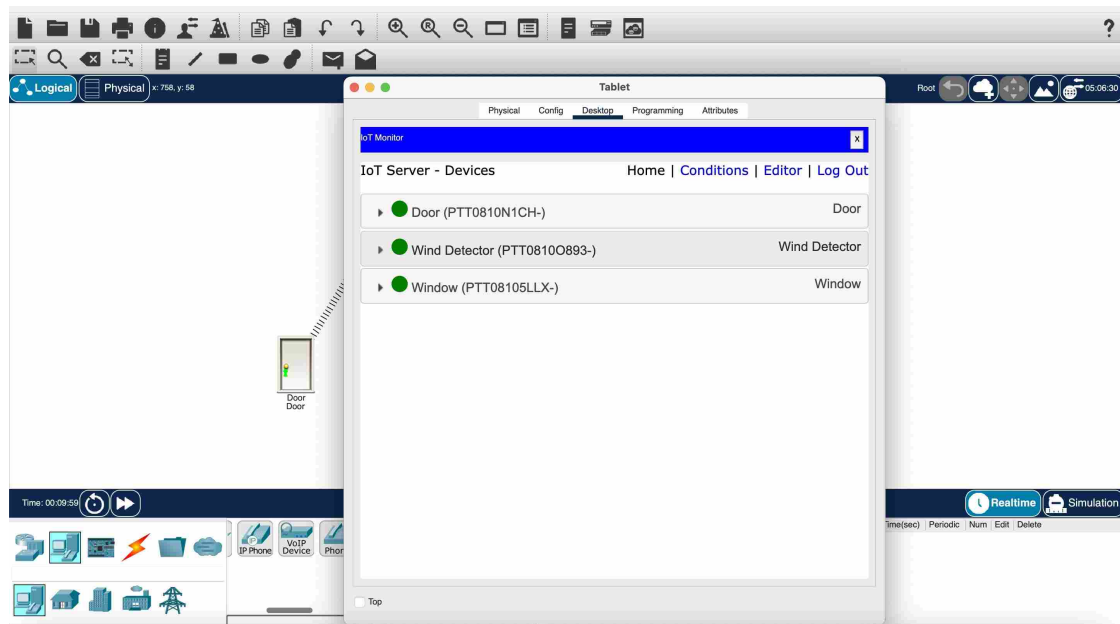 ?
Logical
Physical
x: 758, y: 58
Tablet
Root
05:06:30
Physical
Config
Desktop
Programming
Attributes
IoT Monitor
X
IoT Server - Devices
Home | Conditions | Editor | Log Out
Door (PTT0810N1CH-)
Door
Wind Detector (PTT0810O893-)
Wind Detector
Window (PTT08105LLX-)
Window
Door
Door
Time: 00:09:59
Realtime
Simulation
Time(sec)
Periodic
Num
Edit
Delete
IP Phone
VoIP
Device
Phon
Top